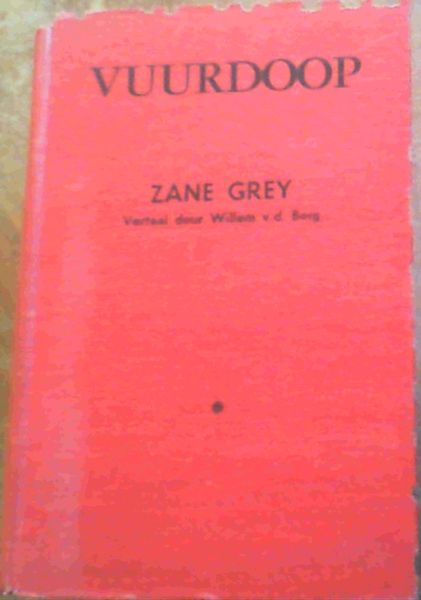 VUURDOOP
ZANE GREY
Vertaal deur Willem v.d. Berg